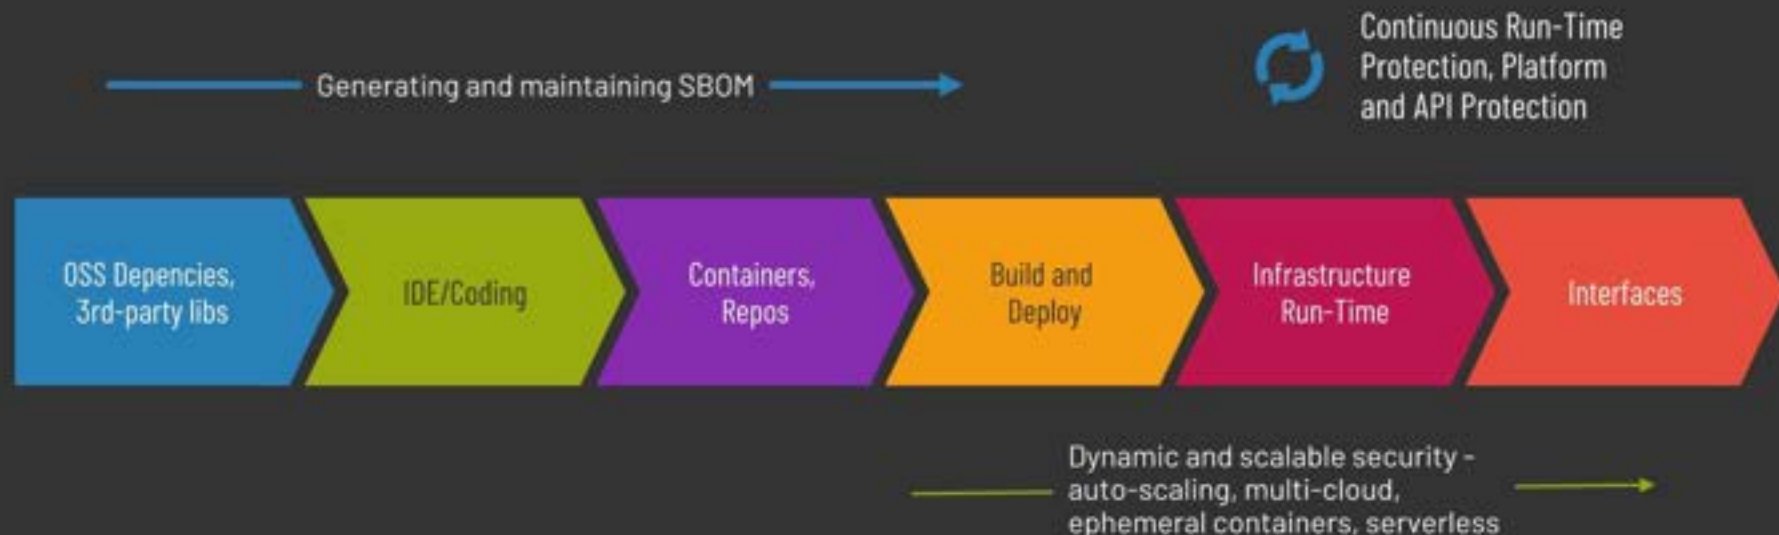 Continuous Run-Time
Protection, Platform
and API Protection
Generating and maintaining SBOM
OSS Depencies,
3rd-party libs
IDE/Coding
Containers,
Repos
Build and
Deploy
Infrastructure
Run-Time
Interfaces
Dynamic and scalable security -
auto-scaling, multi-cloud,
ephemeral containers, serverless